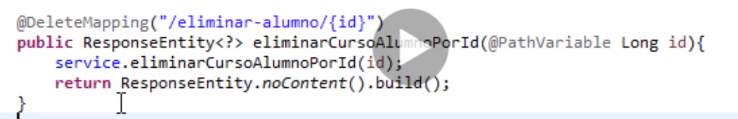 @DeleteMapping("/eliminar-alumno/{id}")
public ResponseEntity<?> eliminarCursoAlumnoPorId(@PathVariable Long id){
service.eliminarCursoAlumnoPorId(id);
return ResponseEntity.noContent().build();
}